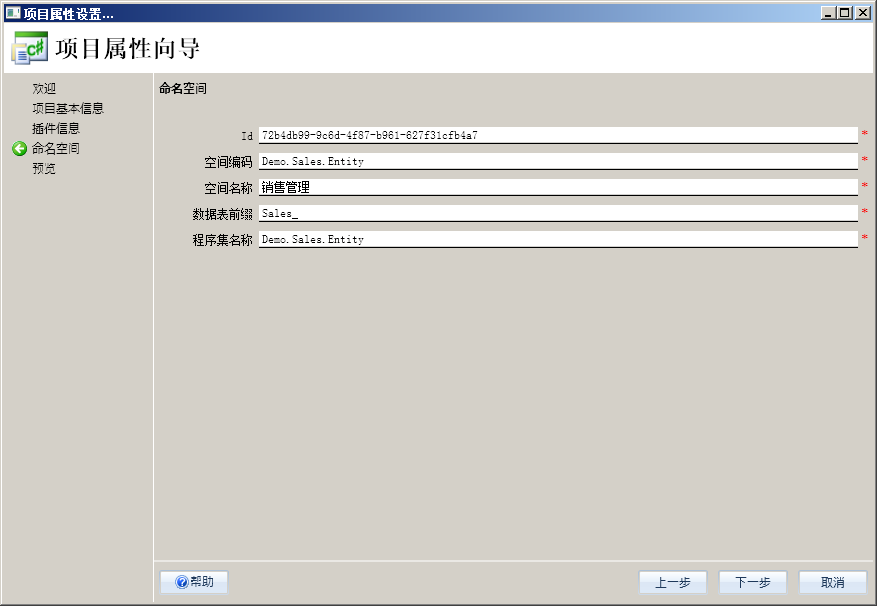 项目属性设置...
项目属性向导
欢迎
项目基本信息
插件信息
命名空间
预览
命名空间
Id 72b4db99-9c6d-4f87-b961-627f31cfb4a7 *
空间编码 Demo.Sales.Entity *
空间名称 销售管理 *
数据表前缀 Sales_ *
程序集名称 Demo.Sales.Entity *
帮助 上一步 下一步 取消